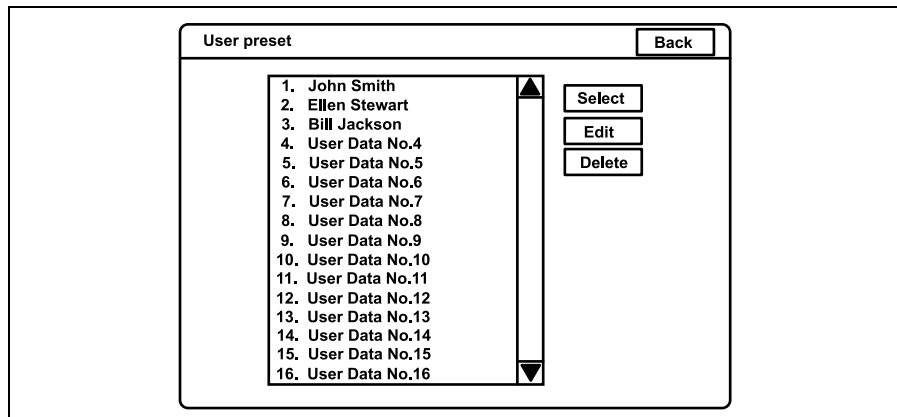 User preset
Back
1. John Smith
2. Ellen Stewart
3. Bill Jackson
4. User Data No.4
5. User Data No.5
6. User Data No.6
7. User Data No.7
8. User Data No.8
9. User Data No.9
10. User Data No.10
11. User Data No.11
12. User Data No.12
13. User Data No.13
14. User Data No.14
15. User Data No.15
16. User Data No.16
Select
Edit
Delete